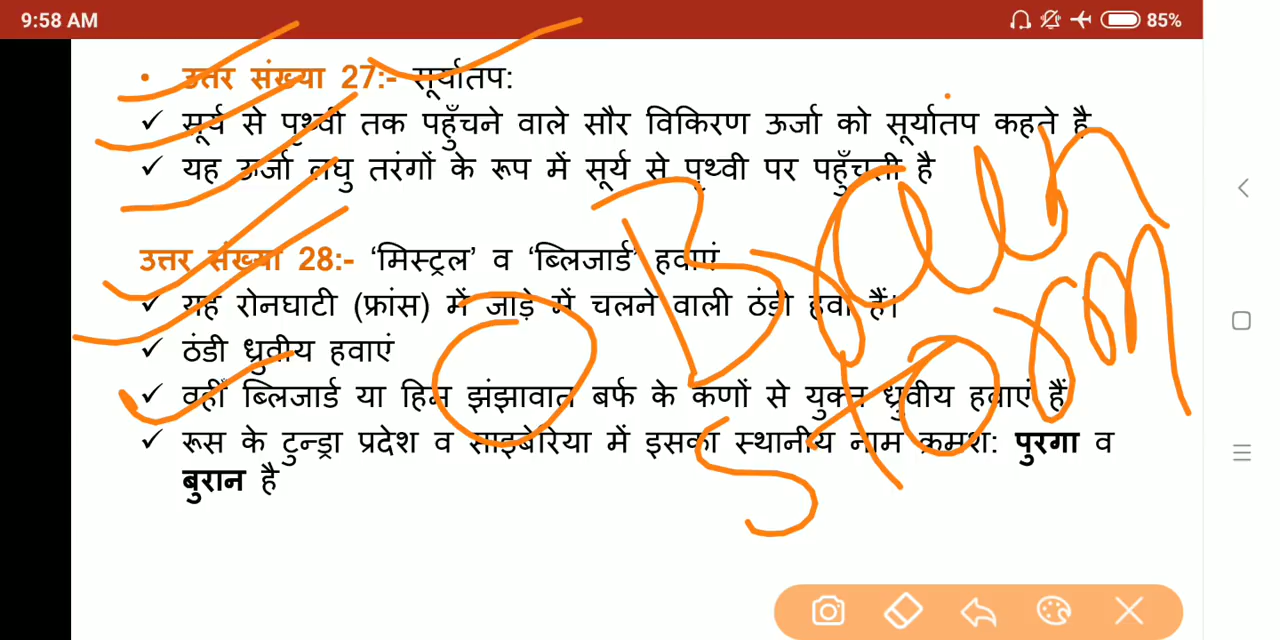 9:58 AM 85%
• उत्तर संख्या 27:- सूर्यातप:
✓ सूर्य से पृथ्वी तक पहुँचने वाले सौर विकिरण ऊर्जा को सूर्यातप कहते है
✓ यह ऊर्जा लघु तरंगों के रूप में सूर्य से पृथ्वी पर पहुँचती है
उत्तर संख्या 28:- ‘मिस्ट्रल’ व ‘ब्लिजार्ड’ हवाएं
✓ यह रोनघाटी (फ्रांस) में जाड़े में चलने वाली ठंडी हवा हैं।
✓ ठंडी ध्रुवीय हवाएं
✓ वहीँ ब्लिजार्ड या हिम झंझावात बर्फ के कणों से युक्त ध्रुवीय हवाएं हैं
✓ रूस के टुन्ड्रा प्रदेश व साइबेरिया में इसका स्थानीय नाम क्रमश: पुरगा व
बुरान है
Brain
storm